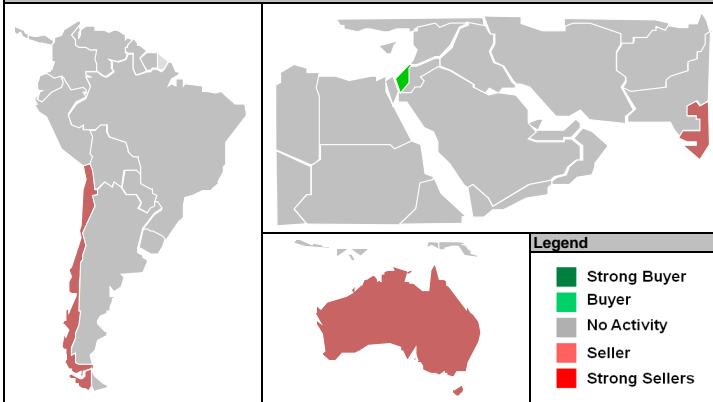 Legend
Strong Buyer
Buyer
No Activity
Seller
Strong Sellers